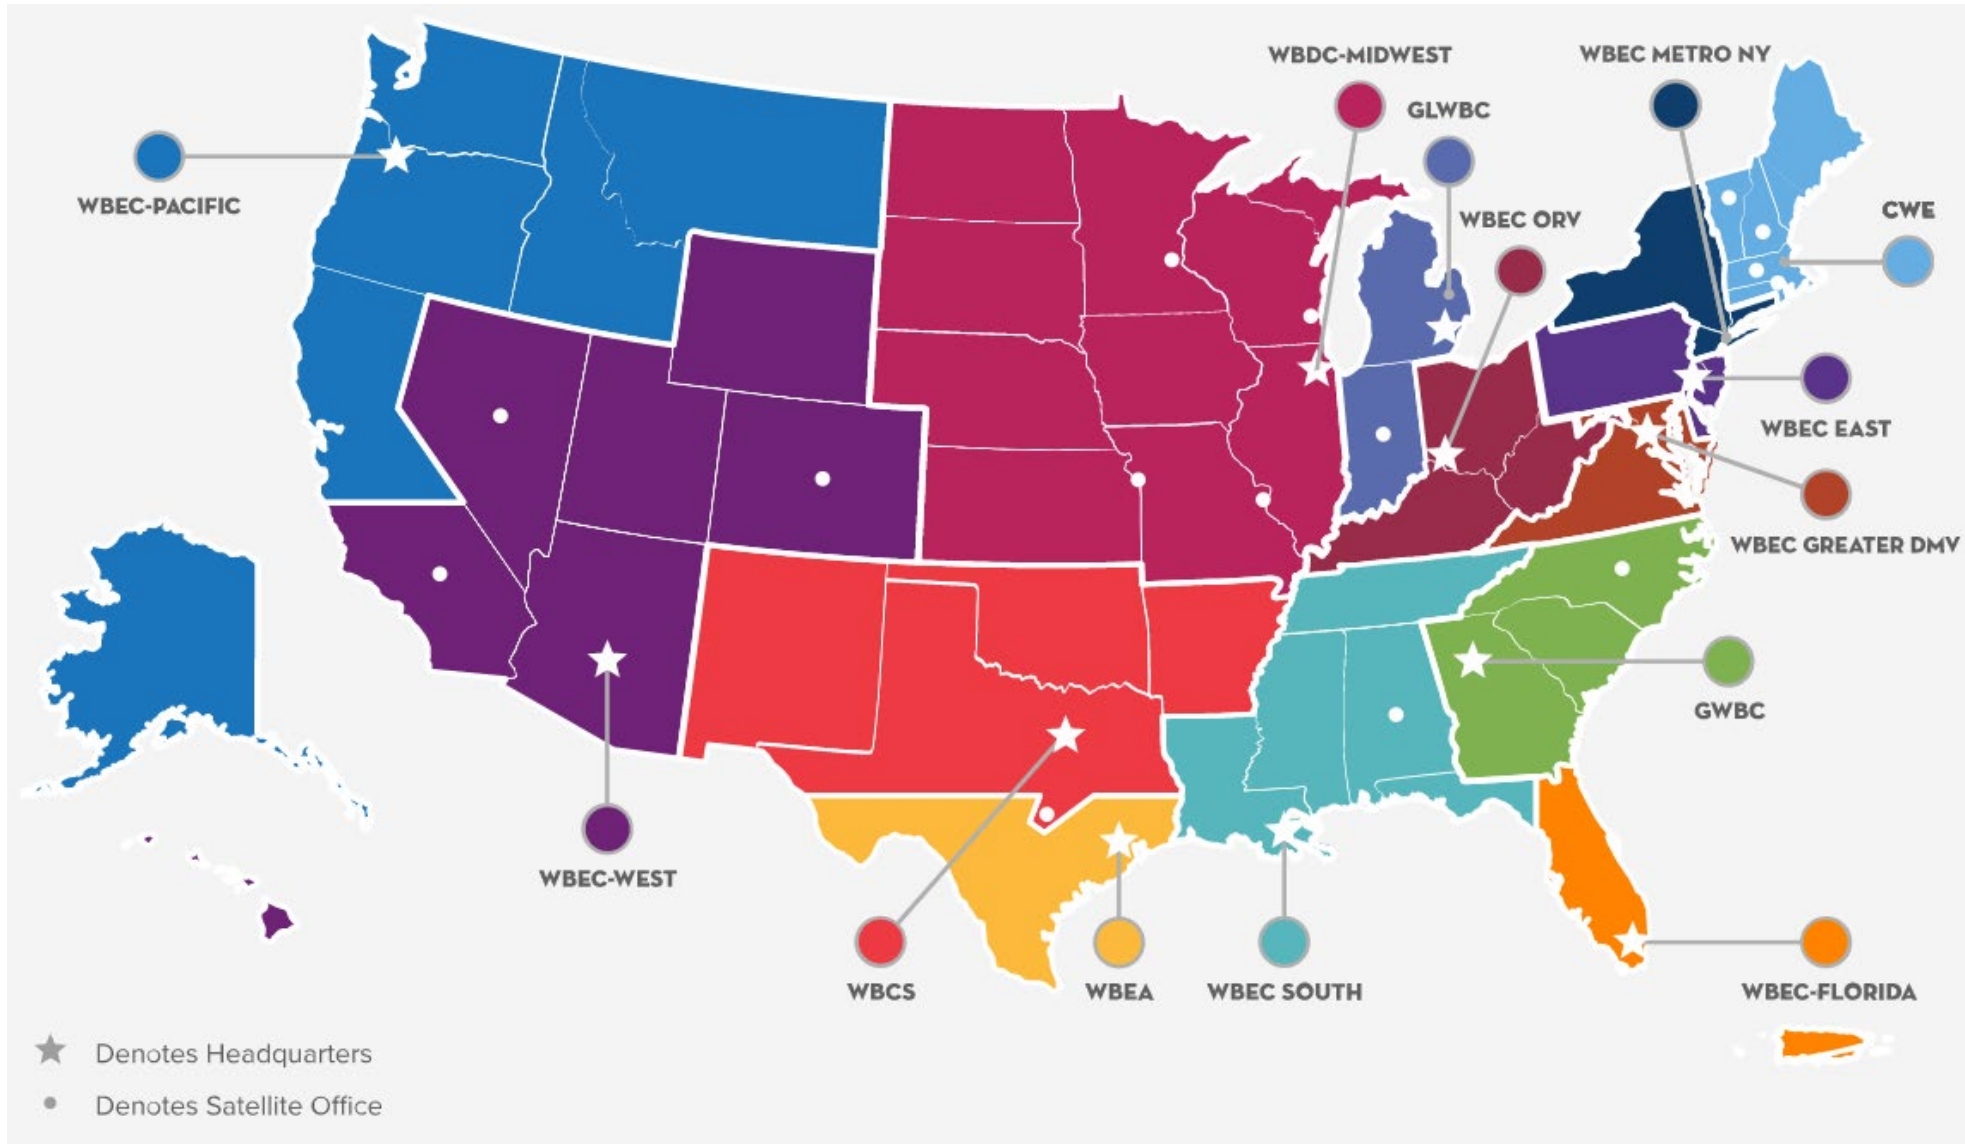 WBDC-MIDWEST
WBEC METRO NY
GLWBC
WBEC-PACIFIC
WBEC ORV
CWE
WBEC EAST
WBEC GREATER DMV
GWBC
WBEC-WEST
WBCS
WBEA
WBEC SOUTH
WBEC-FLORIDA
Denotes Headquarters
Denotes Satellite Office